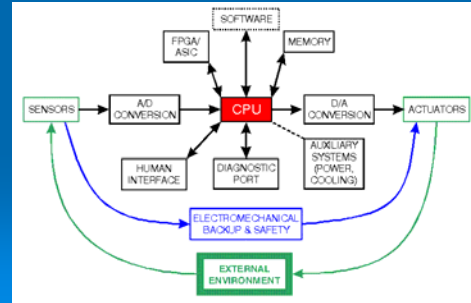 SOFTWARE
FPGA/
ASIC
MEMORY
SENSORS
A/D
CONVERSION
CPU
D/A
CONVERSION
ACTUATORS
HUMAN
INTERFACE
DIAGNOSTIC
PORT
AUXILIARY
SYSTEMS
(POWER,
COOLING)
ELECTROMECHANICAL
BACKUP & SAFETY
EXTERNAL
ENVIRONMENT